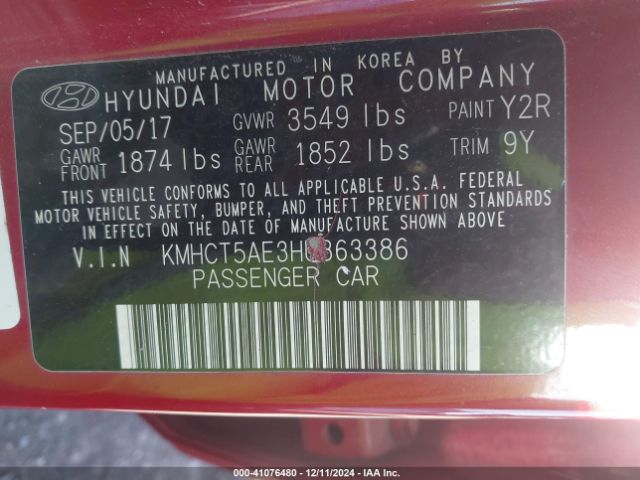 MANUFACTURED IN KOREA BY
HYUNDAI MOTOR COMPANY
SEP/05/17 GVWR 3549 lbs PAINT Y2R
GAWR FRONT 1874 lbs GAWR REAR 1852 lbs TRIM 9Y
THIS VEHICLE CONFORMS TO ALL APPLICABLE U.S.A. FEDERAL
MOTOR VEHICLE SAFETY, BUMPER, AND THEFT PREVENTION STANDARDS
IN EFFECT ON THE DATE OF MANUFACTURE SHOWN ABOVE
V.I.N
PASSENGER CAR
000-41076480 - 12/11/2024 - IAA Inc.